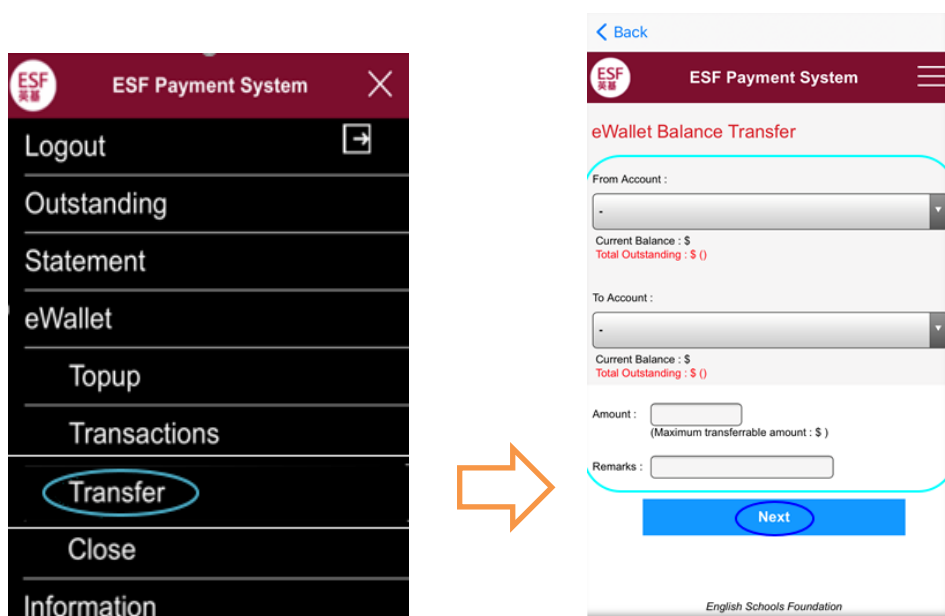 ESF
英基
ESF Payment System
Logout
Outstanding
Statement
eWallet
Topup
Transactions
Transfer
Close
Information
Back
ESF
英基
ESF Payment System
eWallet Balance Transfer
From Account :
-
Current Balance : $
Total Outstanding : $ ()
To Account :
-
Current Balance : $
Total Outstanding : $ ()
Amount :
(Maximum transferrable amount : $ )
Remarks :
Next
English Schools Foundation